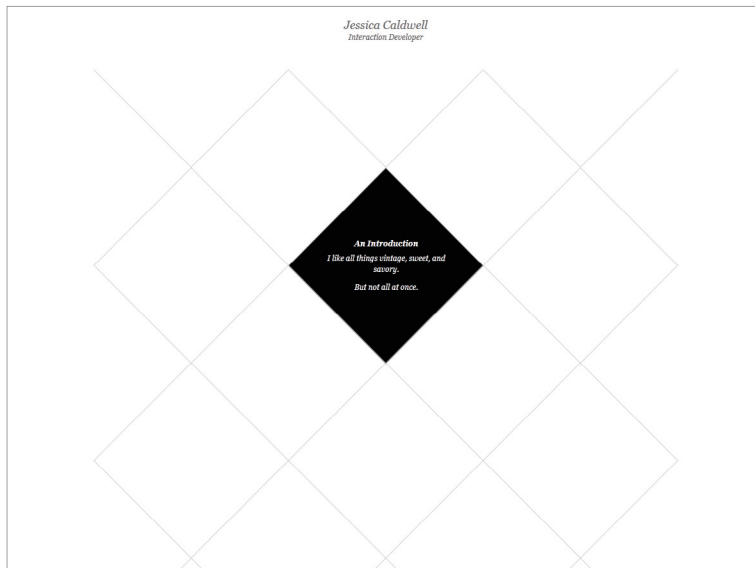 Jessica Caldwell
Interaction Developer
An Introduction
I like all things vintage, sweet, and
savory.
But not all at once.